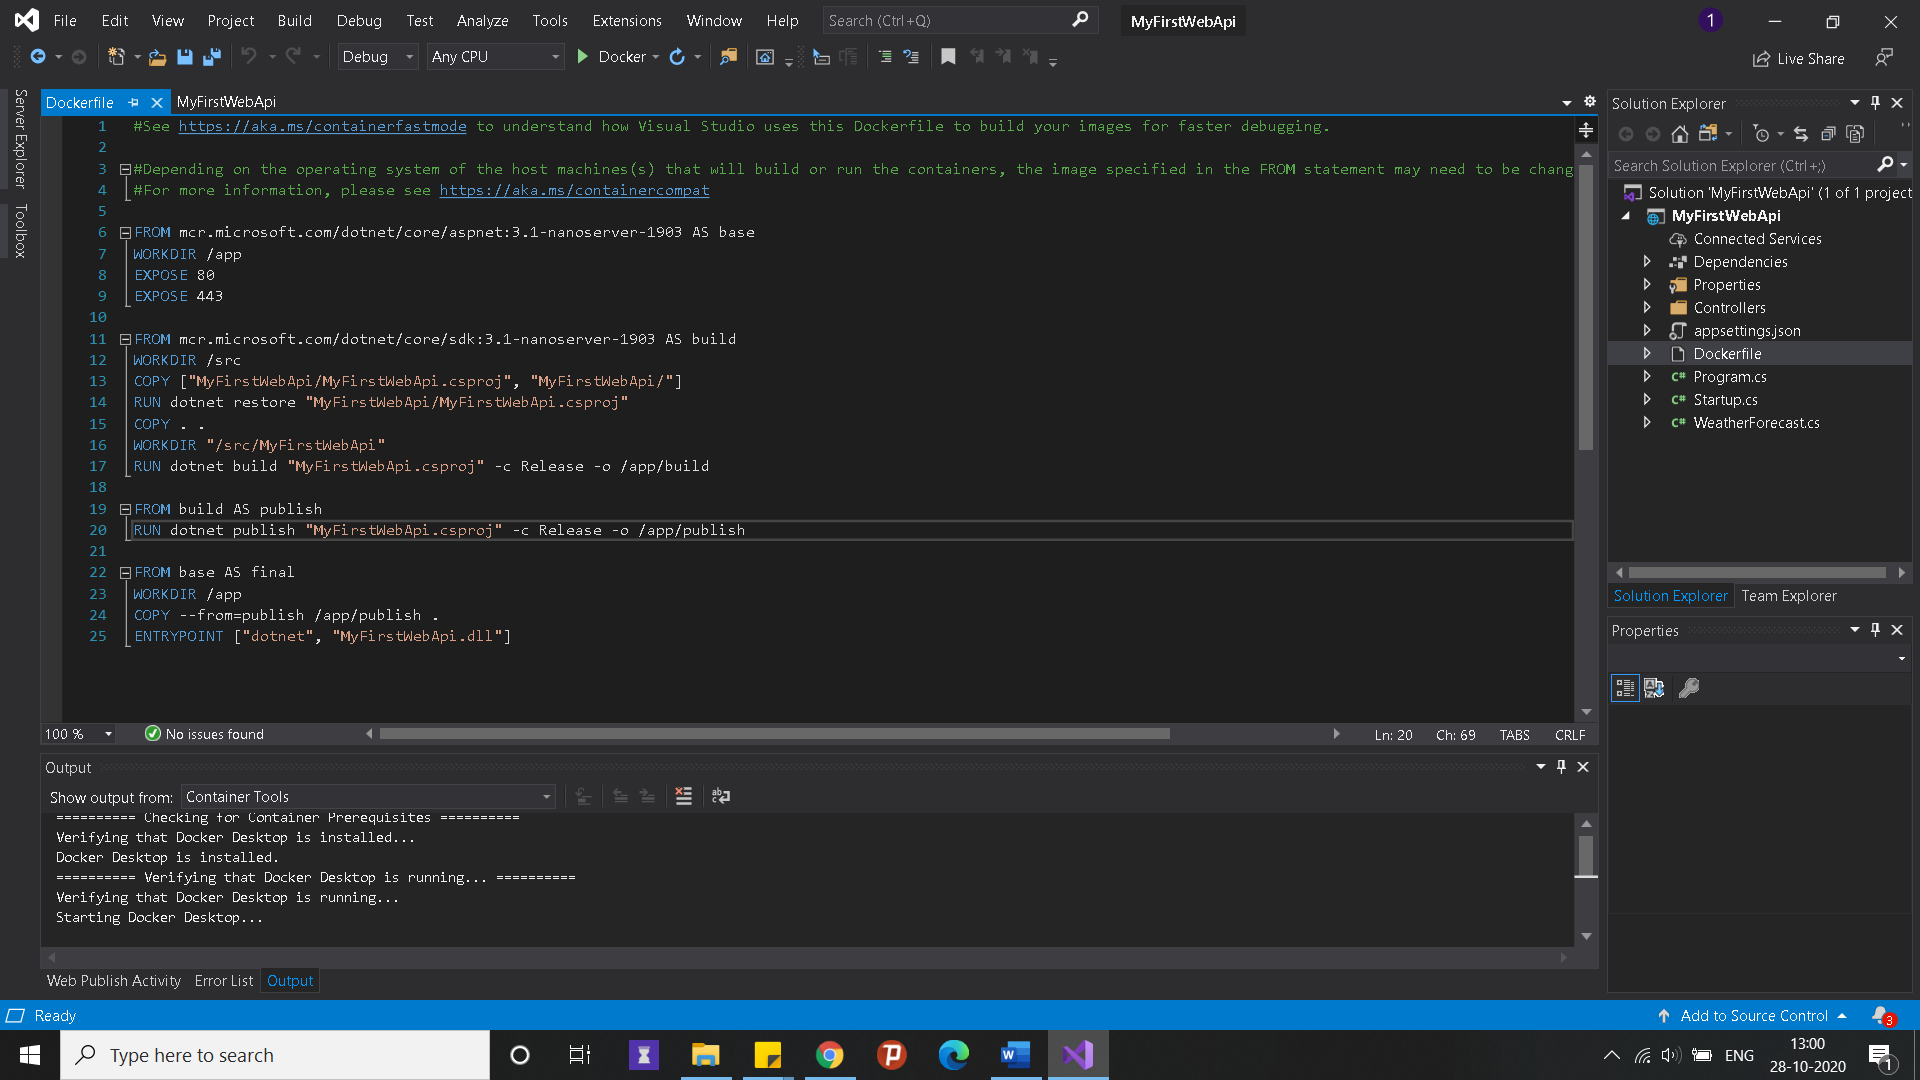 File Edit View Project Build Debug Test Analyze Tools Extensions Window Help Search (Ctrl+Q) MyFirstWebApi 1
Debug Any CPU Docker Live Share
Server Explorer
Toolbox
Dockerfile MyFirstWebApi
1 #See https://aka.ms/containerfastmode to understand how Visual Studio uses this Dockerfile to build your images for faster debugging.
2
3 #Depending on the operating system of the host machines(s) that will build or run the containers, the image specified in the FROM statement may need to be chang
4 #For more information, please see https://aka.ms/containercompat
5
6 FROM mcr.microsoft.com/dotnet/core/aspnet:3.1-nanoserver-1903 AS base
7 WORKDIR /app
8 EXPOSE 80
9 EXPOSE 443
10
11 FROM mcr.microsoft.com/dotnet/core/sdk:3.1-nanoserver-1903 AS build
12 WORKDIR /src
13 COPY ["MyFirstWebApi/MyFirstWebApi.csproj", "MyFirstWebApi/"]
14 RUN dotnet restore "MyFirstWebApi/MyFirstWebApi.csproj"
15 COPY . .
16 WORKDIR "/src/MyFirstWebApi"
17 RUN dotnet build "MyFirstWebApi.csproj" -c Release -o /app/build
18
19 FROM build AS publish
20 RUN dotnet publish "MyFirstWebApi.csproj" -c Release -o /app/publish
21
22 FROM base AS final
23 WORKDIR /app
24 COPY --from=publish /app/publish .
25 ENTRYPOINT ["dotnet", "MyFirstWebApi.dll"]
100 % No issues found Ln: 20 Ch: 69 TABS CRLF
Output
Show output from: Container Tools
========== Checking for Container Prerequisites ==========
Verifying that Docker Desktop is installed...
Docker Desktop is installed.
========== Verifying that Docker Desktop is running... ==========
Verifying that Docker Desktop is running...
Starting Docker Desktop...
Web Publish Activity Error List Output
Solution Explorer
Search Solution Explorer (Ctrl+;)
Solution 'MyFirstWebApi' (1 of 1 project
MyFirstWebApi
Connected Services
Dependencies
Properties
Controllers
appsettings.json
Dockerfile
C# Program.cs
C# Startup.cs
C# WeatherForecast.cs
Solution Explorer Team Explorer
Properties
Ready Add to Source Control 3
Type here to search ENG 13:00
28-10-2020 1